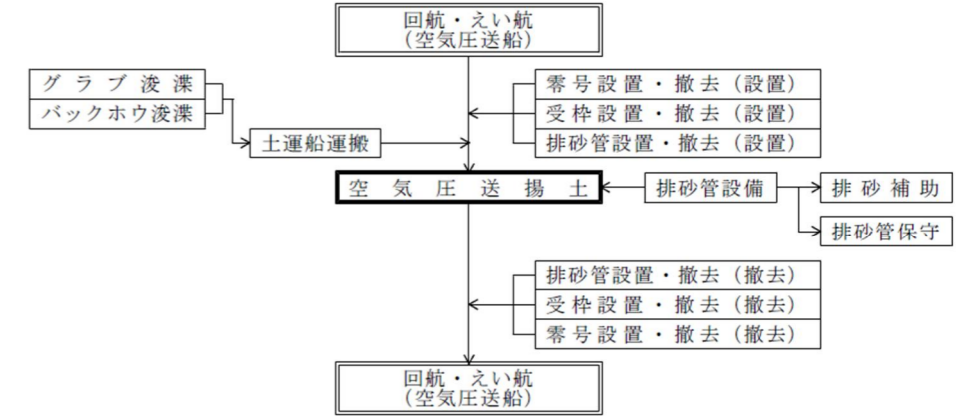 回航・えい航
(空気圧送船)
グラブ浚渫
バックホウ浚渫
土運船運搬
零号設置・撤去（設置）
受枠設置・撤去（設置）
排砂管設置・撤去（設置）
空気圧送揚土
排砂管設備
排砂補助
排砂管保守
排砂管設置・撤去（撤去）
受枠設置・撤去（撤去）
零号設置・撤去（撤去）
回航・えい航
(空気圧送船)